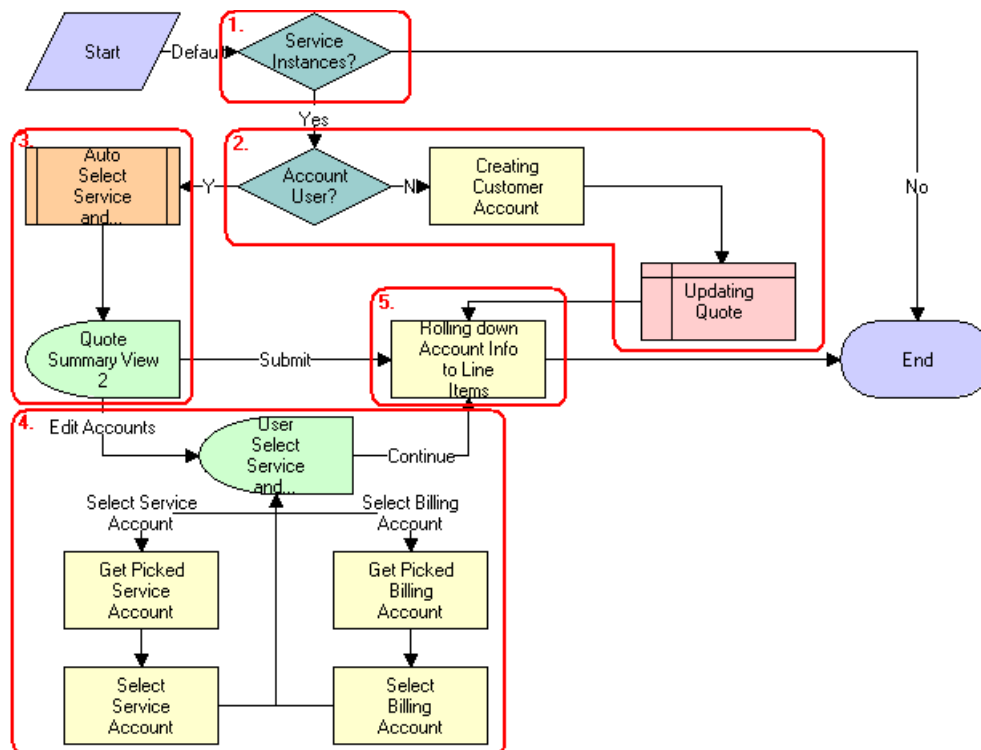 1.
Start
Default
Service
Instances?
Yes
No
2.
Account
User?
Y
N
Creating
Customer
Account
Updating
Quote
3.
Auto
Select
Service
and...
Quote
Summary View
2
Submit
5.
Rolling down
Account Info
to Line
Items
End
4.
Edit Accounts
User
Select
Service
and...
Continue
Select Service
Account
Select Billing
Account
Get Picked
Service
Account
Get Picked
Billing
Account
Select
Service
Account
Select
Billing
Account